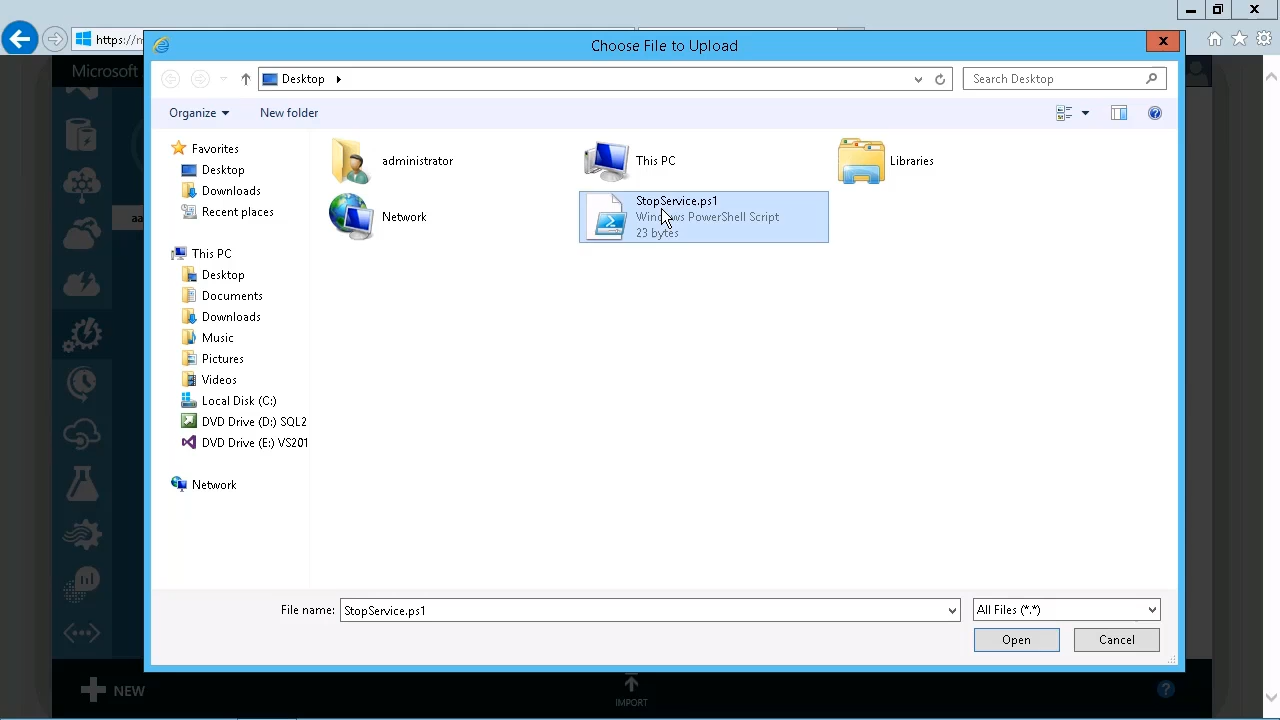 https://m
Choose File to Upload
Microsoft
Desktop
Search Desktop
Organize
New folder
Favorites
Desktop
Downloads
Recent places
This PC
Desktop
Documents
Downloads
Music
Pictures
Videos
Local Disk (C:)
DVD Drive (D:) SQL2
DVD Drive (E:) VS201
Network
administrator
This PC
Libraries
Network
StopService.ps1
Windows PowerShell Script
23 bytes
aa
File name:
StopService.ps1
All Files (*.*)
Open
Cancel
NEW
IMPORT